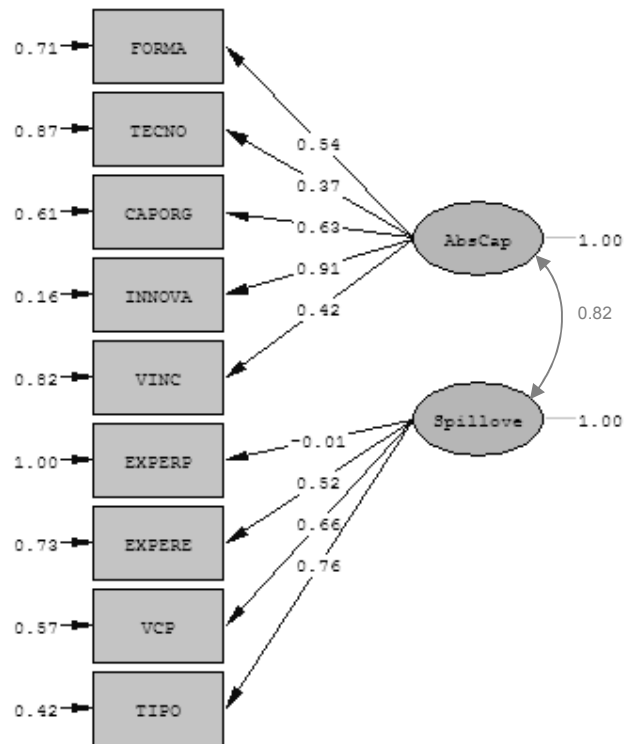 0.71 FORMA
0.54
0.87 TECNO
0.37
0.61 CAPORG
0.63
AbsCap 1.00
0.91
0.16 INNOVA
0.42
0.82
0.82 VINC
Spillove 1.00
-0.01
1.00 EXPERP
0.52
0.66
0.73 EXPERE
0.76
0.57 VCP
0.42 TIPO